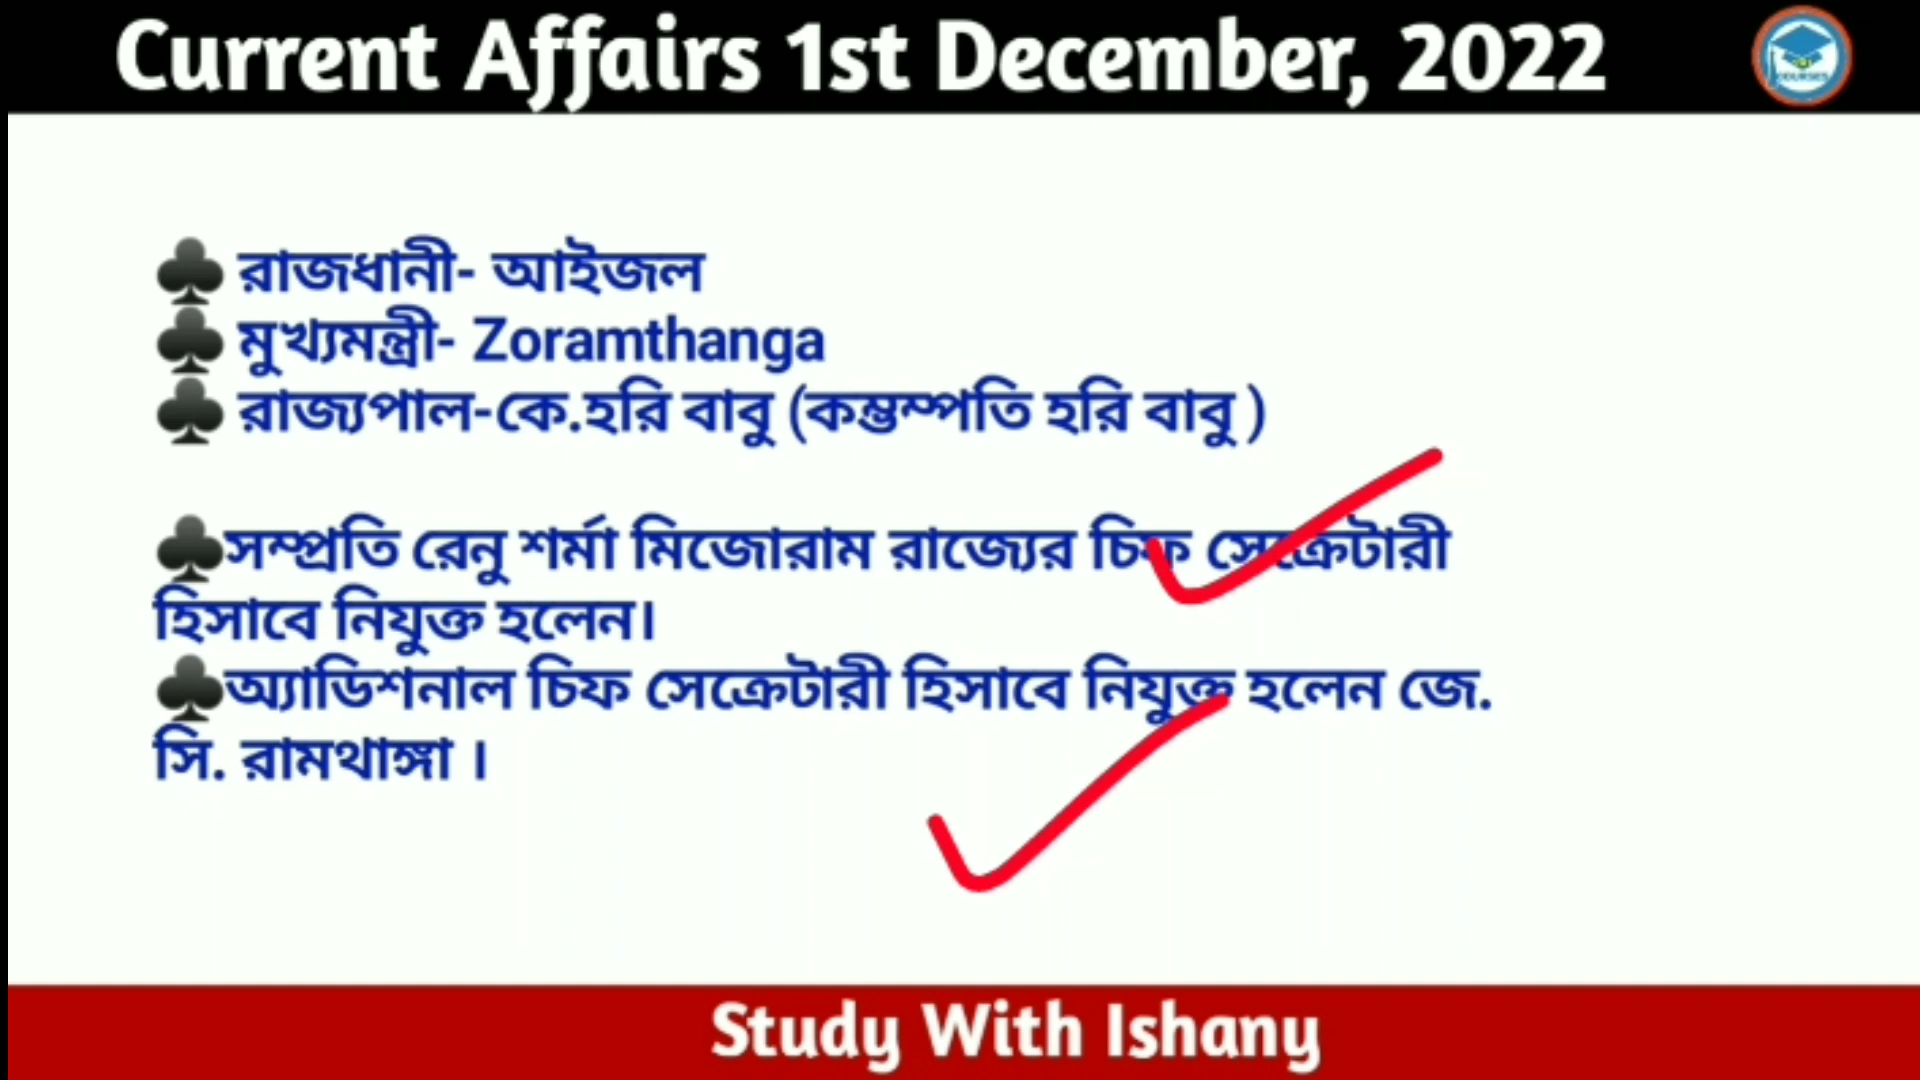 Current Affairs 1st December, 2022
COURSES
♣ রাজধানী- আইজল
♣ মুখ্যমন্ত্রী- Zoramthanga
♣ রাজ্যপাল-কে.হরি বাবু (কম্ভম্পতি হরি বাবু )
♣সম্প্রতি রেনু শর্মা মিজোরাম রাজ্যের চিফ সেক্রেটারী
হিসাবে নিযুক্ত হলেন।
♣অ্যাডিশনাল চিফ সেক্রেটারী হিসাবে নিযুক্ত হলেন জে.
সি. রামথাঙ্গা ।
Study With Ishany